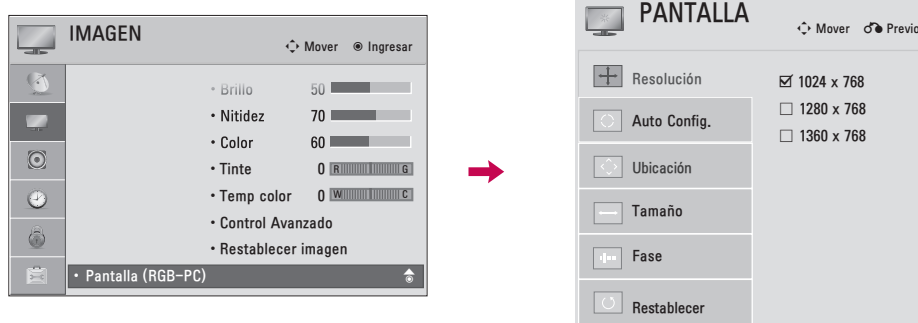 IMAGEN
Mover Ingresar
• Brillo 50
• Nitidez 70
• Color 60
• Tinte 0 R G
• Temp color 0 W C
• Control Avanzado
• Restablecer imagen
• Pantalla (RGB-PC)
PANTALLA
Mover Previo
Resolución
☑ 1024 x 768
☐ 1280 x 768
☐ 1360 x 768
Auto Config.
Ubicación
Tamaño
Fase
Restablecer